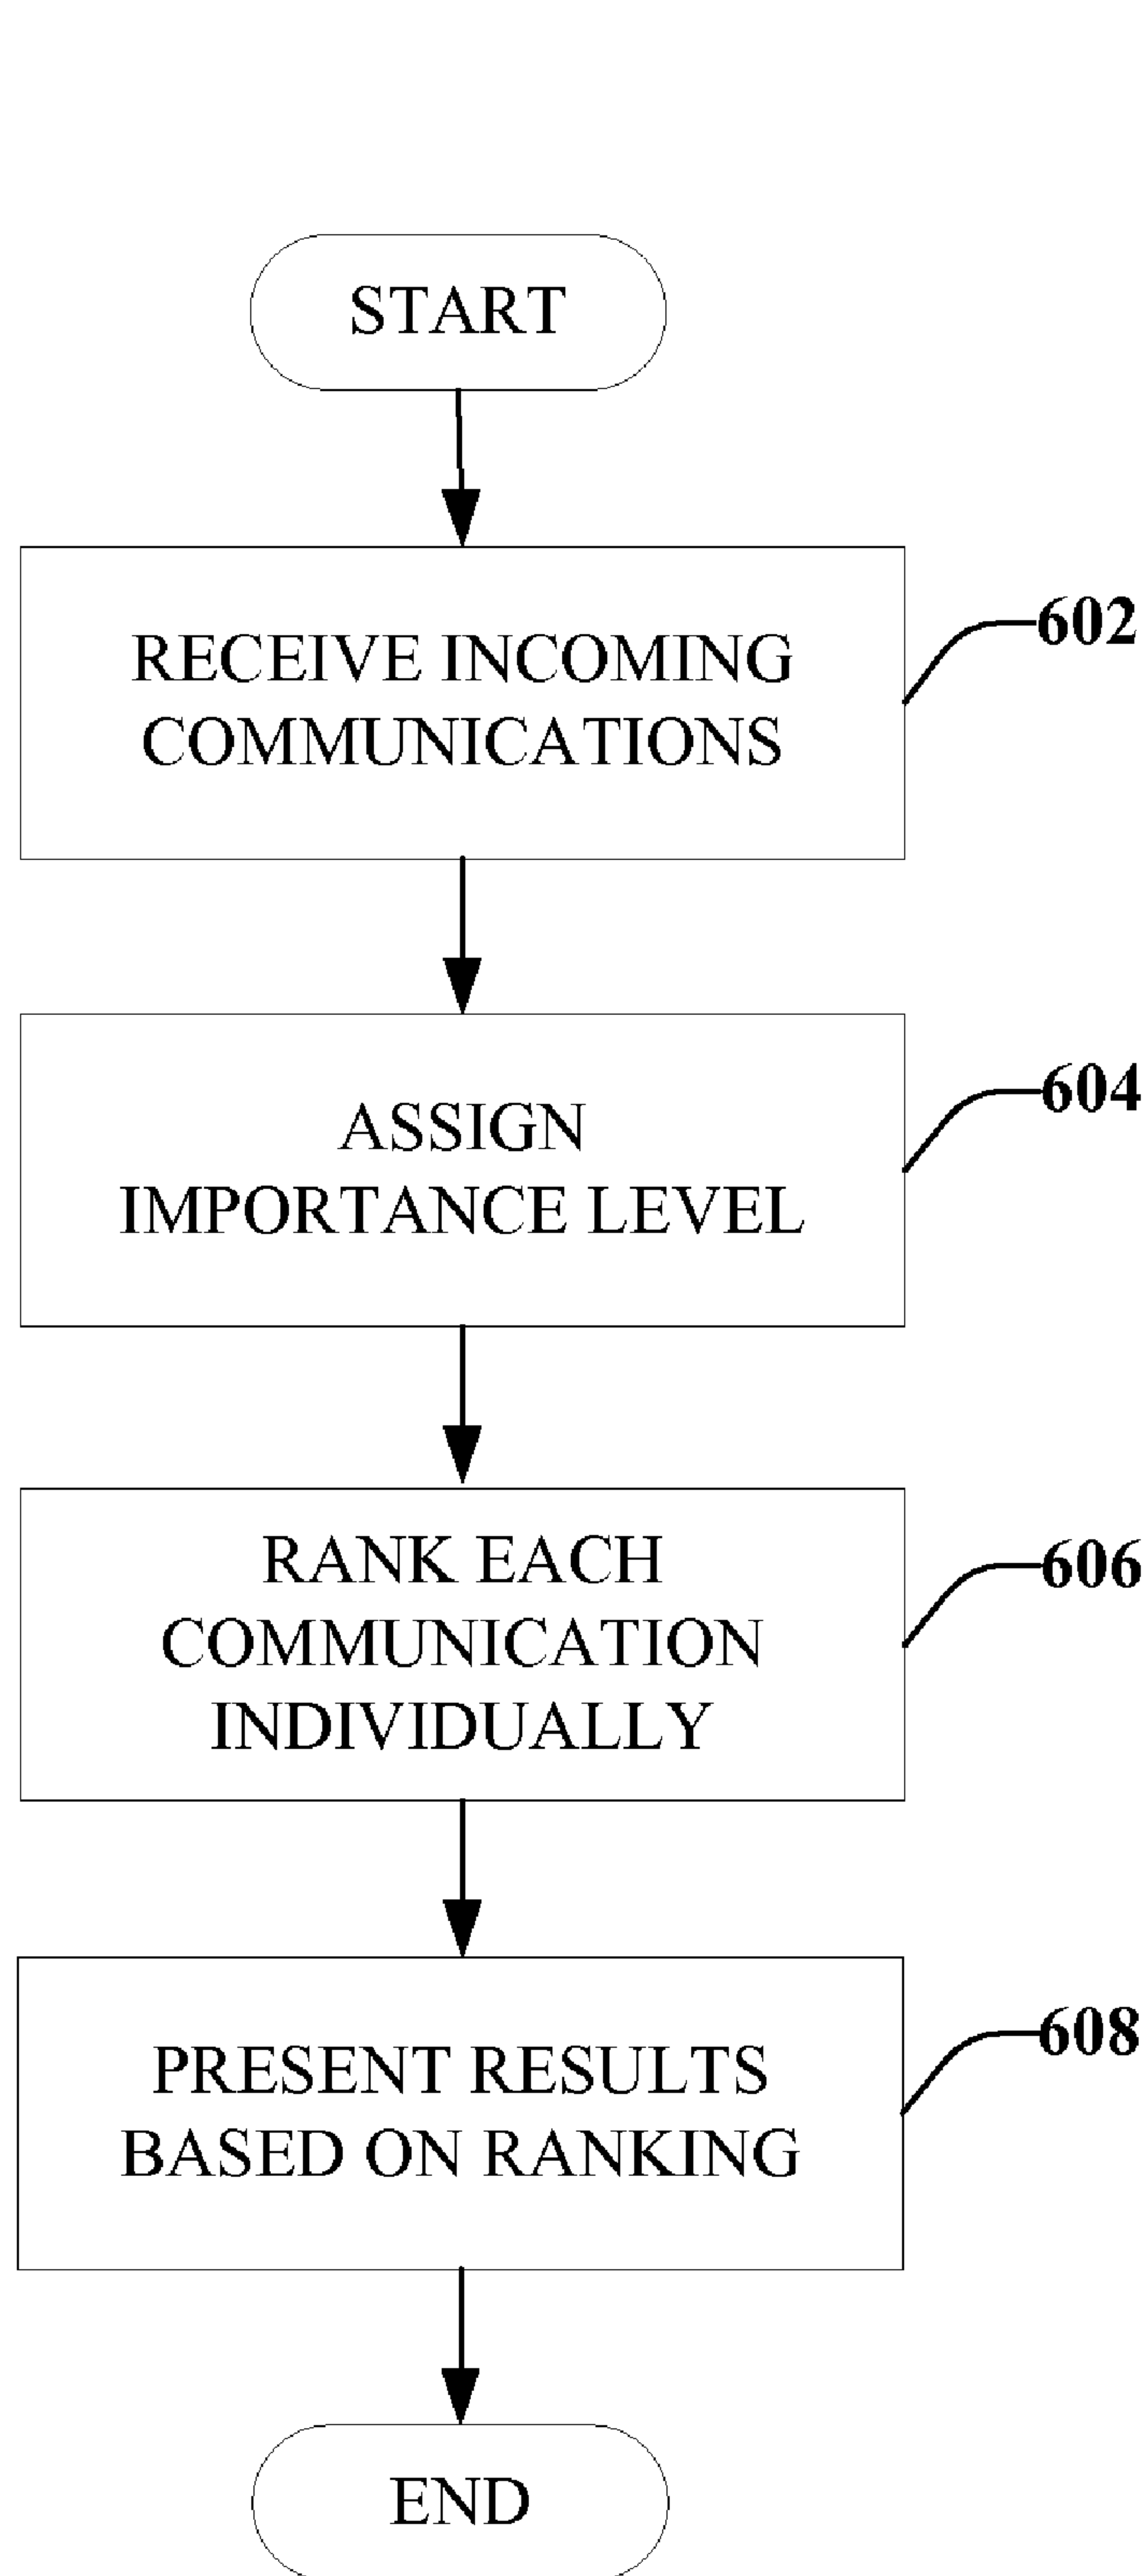 START
RECEIVE INCOMING
COMMUNICATIONS
602
ASSIGN
IMPORTANCE LEVEL
604
RANK EACH
COMMUNICATION
INDIVIDUALLY
606
PRESENT RESULTS
BASED ON RANKING
608
END